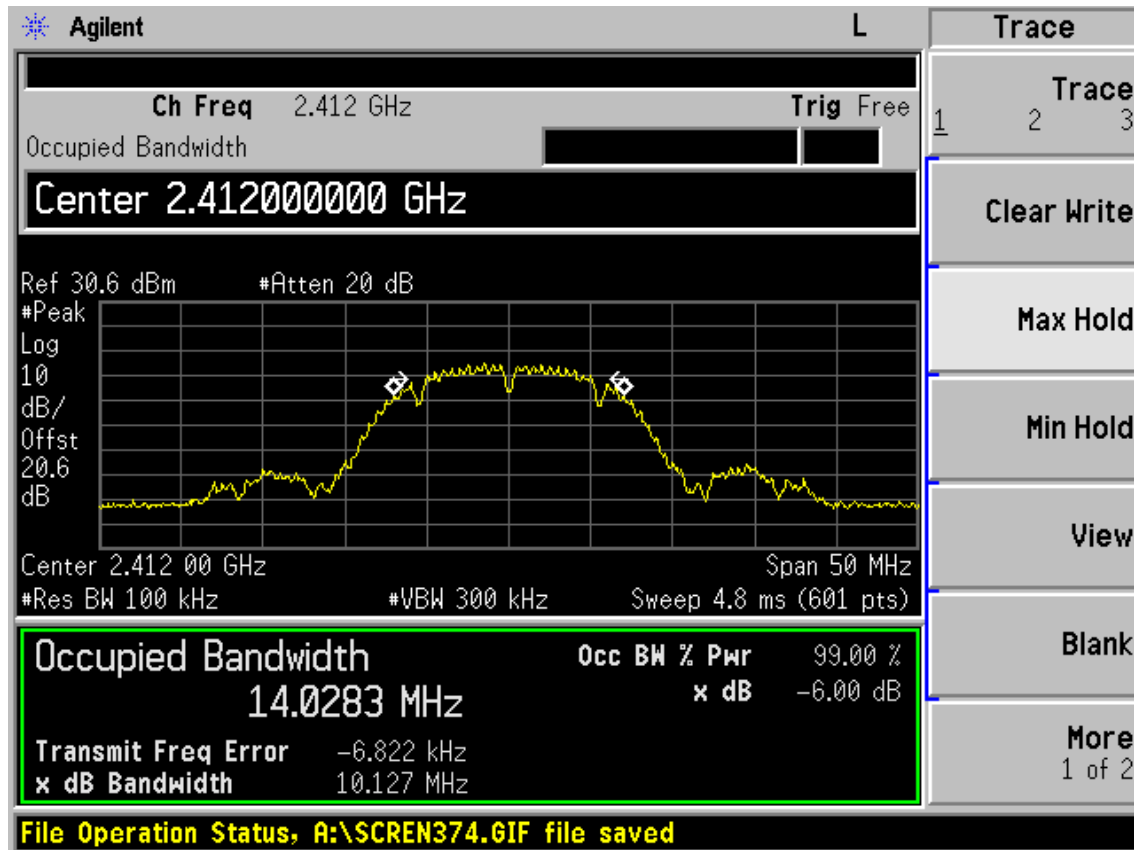 Agilent L
Trace
Ch Freq 2.412 GHz Trig Free
Occupied Bandwidth
Center 2.412000000 GHz
Ref 30.6 dBm #Atten 20 dB
#Peak
Log
10
dB/
Offst
20.6
dB
Center 2.412 00 GHz Span 50 MHz
#Res BW 100 kHz #VBW 300 kHz Sweep 4.8 ms (601 pts)
Occupied Bandwidth
14.0283 MHz
Occ BW % Pwr 99.00 %
x dB -6.00 dB
Transmit Freq Error -6.822 kHz
x dB Bandwidth 10.127 MHz
File Operation Status, A:\SCREN374.GIF file saved
Trace
1 2 3
Clear Write
Max Hold
Min Hold
View
Blank
More
1 of 2